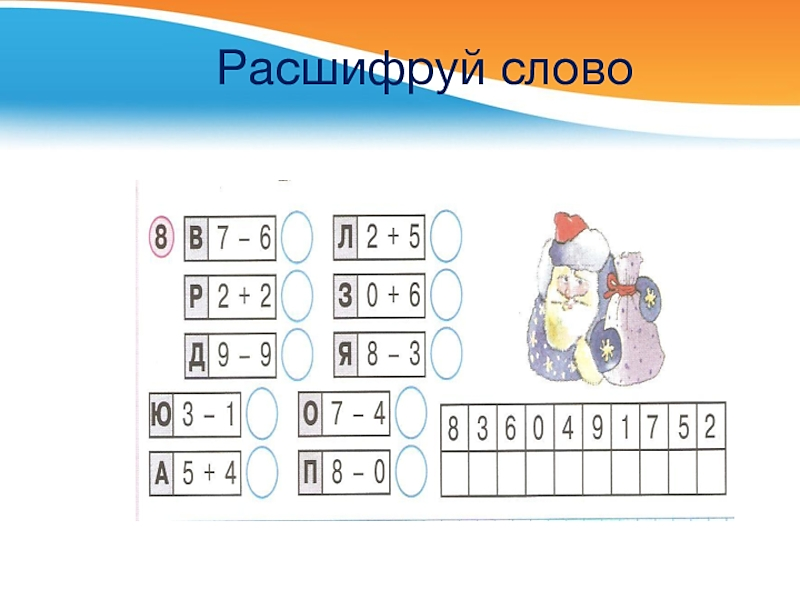 Расшифруй слово
8 В 7 – 6 Л 2 + 5
Р 2 + 2 З 0 + 6
Д 9 – 9 Я 8 – 3
Ю 3 – 1 О 7 – 4
А 5 + 4 П 8 – 0
8 3 6 0 4 9 1 7 5 2